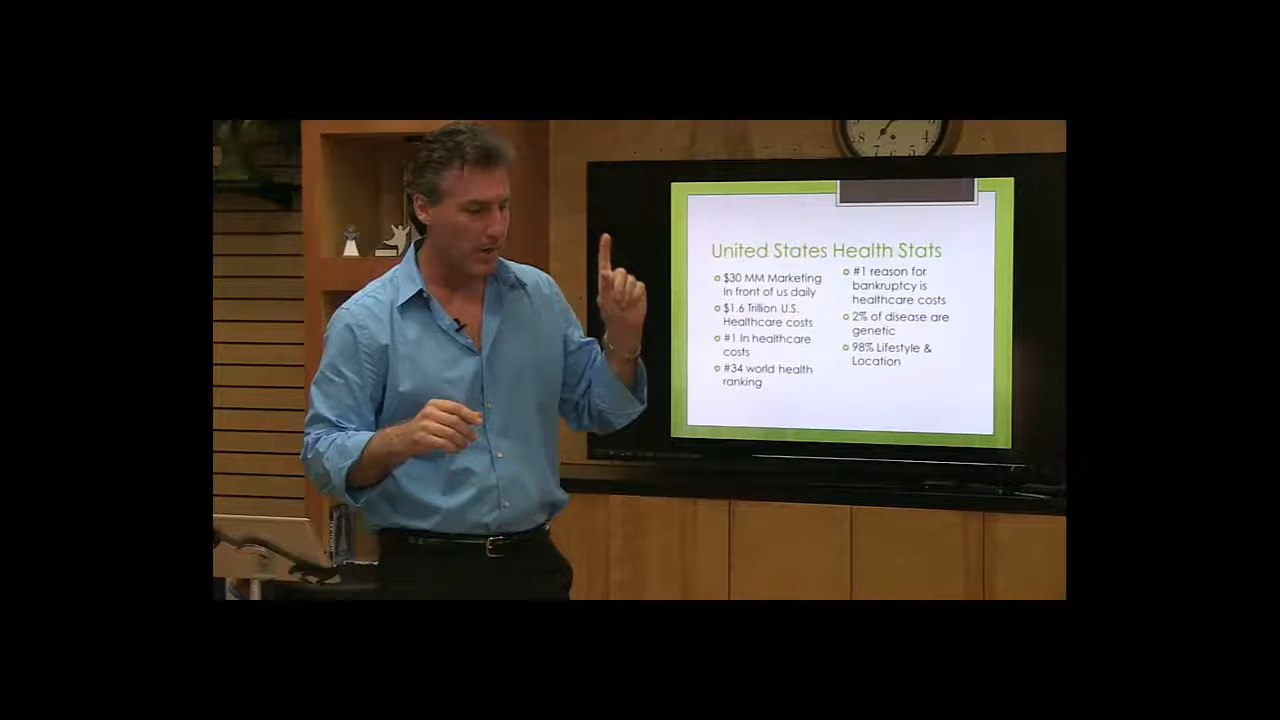 United States Health Stats
$30 MM Marketing
In front of us daily
$1.6 Trillion U.S.
Healthcare costs
#1 In healthcare
costs
#34 world health
ranking
#1 reason for
bankruptcy is
healthcare costs
2% of disease are
genetic
98% Lifestyle &
Location